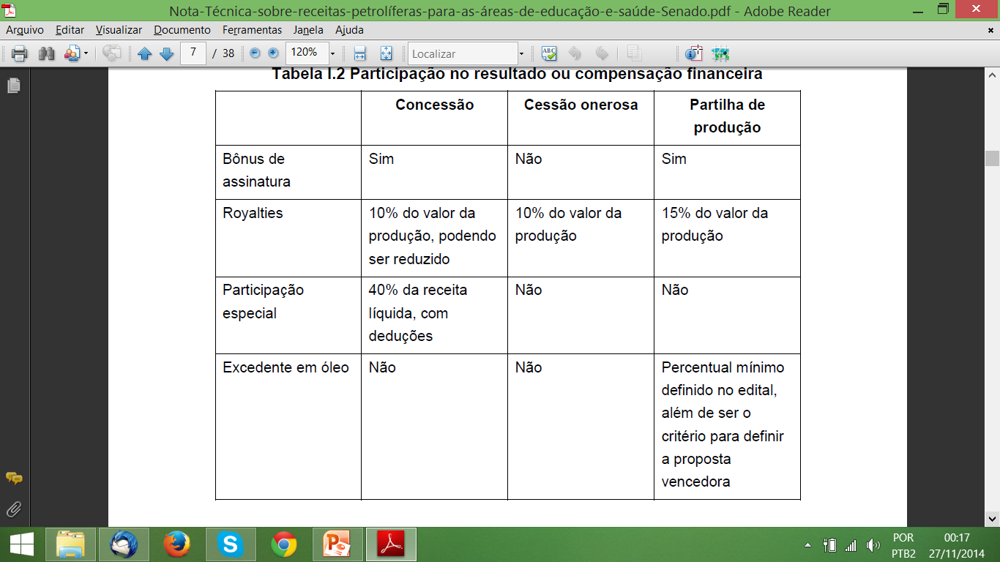 Nota-Técnica-sobre-receitas-petrolíferas-para-as-áreas-de-educação-e-saúde-Senado.pdf - Adobe Reader
Arquivo Editar Visualizar Documento Ferramentas Janela Ajuda
7 / 38 120% Localizar
Tabela I.2 Participação no resultado ou compensação financeira
Concessão Cessão onerosa Partilha de
produção
Bônus de Sim Não Sim
assinatura
Royalties 10% do valor da 10% do valor da 15% do valor da
produção, podendo produção produção
ser reduzido
Participação 40% da receita Não Não
especial líquida, com
deduções
Excedente em óleo Não Não Percentual mínimo
definido no edital,
além de ser o
critério para definir
a proposta
vencedora
POR 00:17
PTB2 27/11/2014